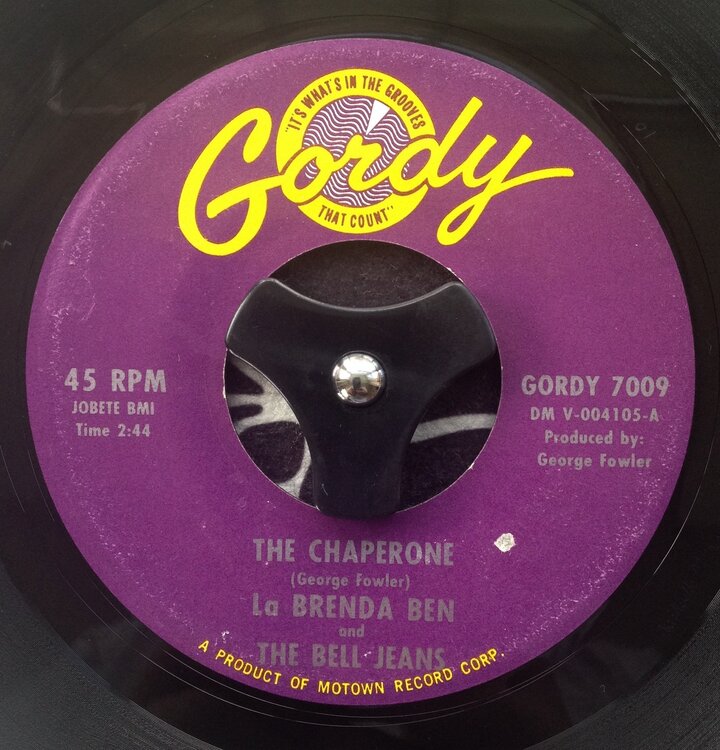 "IT'S WHAT'S IN THE GROOVES
Gordy
THAT COUNT"
45 RPM
JOBETE BMI
Time 2:44
GORDY 7009
DM V-004105-A
Produced by:
George Fowler
THE CHAPERONE
(George Fowler)
La BRENDA BEN
and
THE BELL JEANS
A PRODUCT OF MOTOWN RECORD CORP.